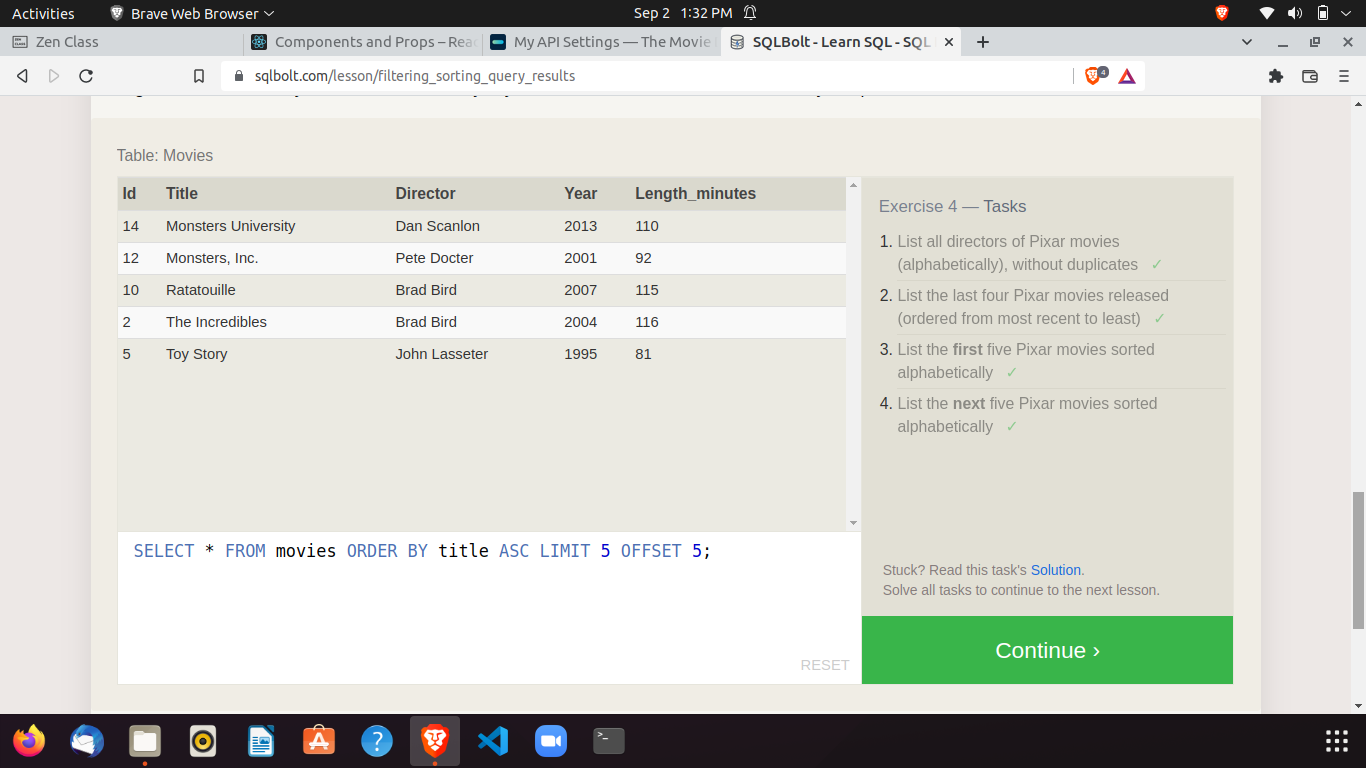 Activities Brave Web Browser Sep 2 1:32 PM
Zen Class Components and Props – Rea My API Settings — The Movie SQLBolt - Learn SQL - SQL
sqlbolt.com/lesson/filtering_sorting_query_results 4
Table: Movies
Id Title Director Year Length_minutes
14 Monsters University Dan Scanlon 2013 110
12 Monsters, Inc. Pete Docter 2001 92
10 Ratatouille Brad Bird 2007 115
2 The Incredibles Brad Bird 2004 116
5 Toy Story John Lasseter 1995 81
SELECT * FROM movies ORDER BY title ASC LIMIT 5 OFFSET 5;
RESET
Exercise 4 — Tasks
1. List all directors of Pixar movies
(alphabetically), without duplicates ✓
2. List the last four Pixar movies released
(ordered from most recent to least) ✓
3. List the first five Pixar movies sorted
alphabetically ✓
4. List the next five Pixar movies sorted
alphabetically ✓
Stuck? Read this task's Solution.
Solve all tasks to continue to the next lesson.
Continue ›